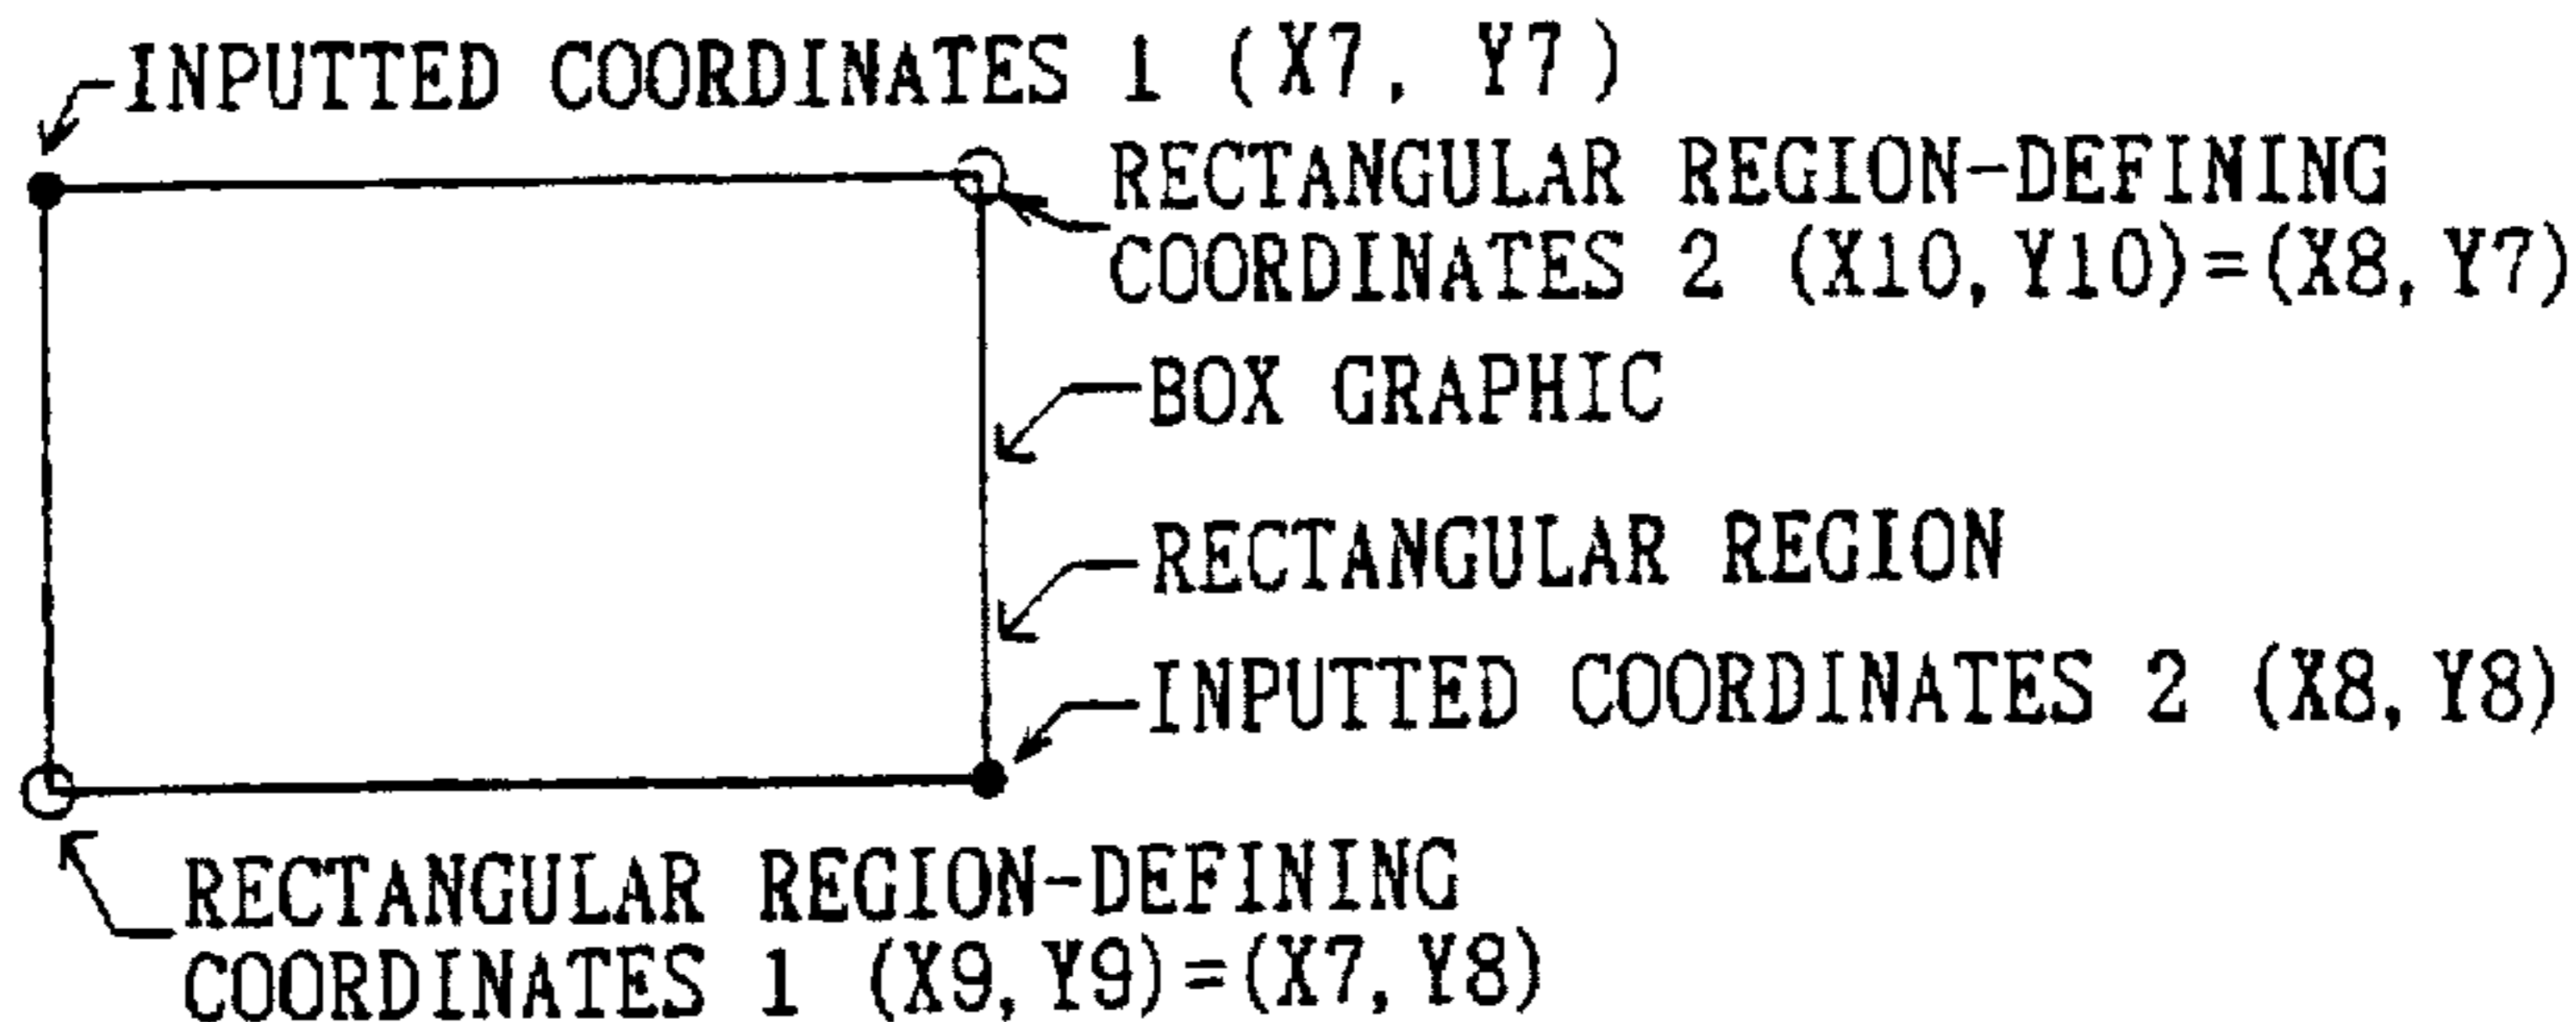 INPUTTED COORDINATES 1 (X7, Y7)
RECTANGULAR REGION-DEFINING
COORDINATES 2 (X10, Y10)=(X8, Y7)
BOX GRAPHIC
RECTANGULAR REGION
INPUTTED COORDINATES 2 (X8, Y8)
RECTANGULAR REGION-DEFINING
COORDINATES 1 (X9, Y9)=(X7, Y8)